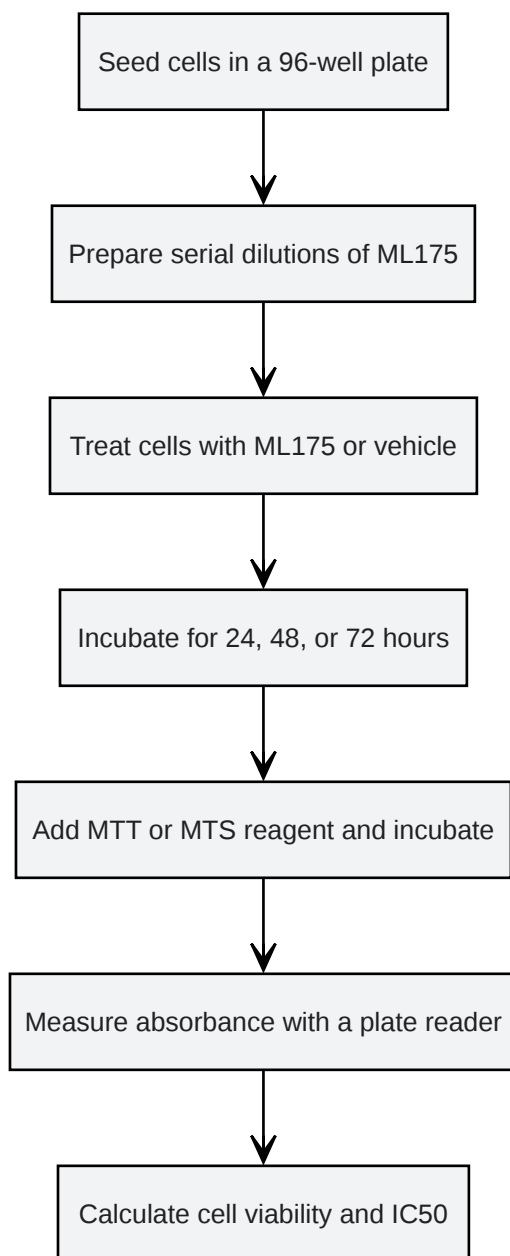 Seed cells in a 96-well plate
Prepare serial dilutions of ML175
Treat cells with ML175 or vehicle
Incubate for 24, 48, or 72 hours
Add MTT or MTS reagent and incubate
Measure absorbance with a plate reader
Calculate cell viability and IC50